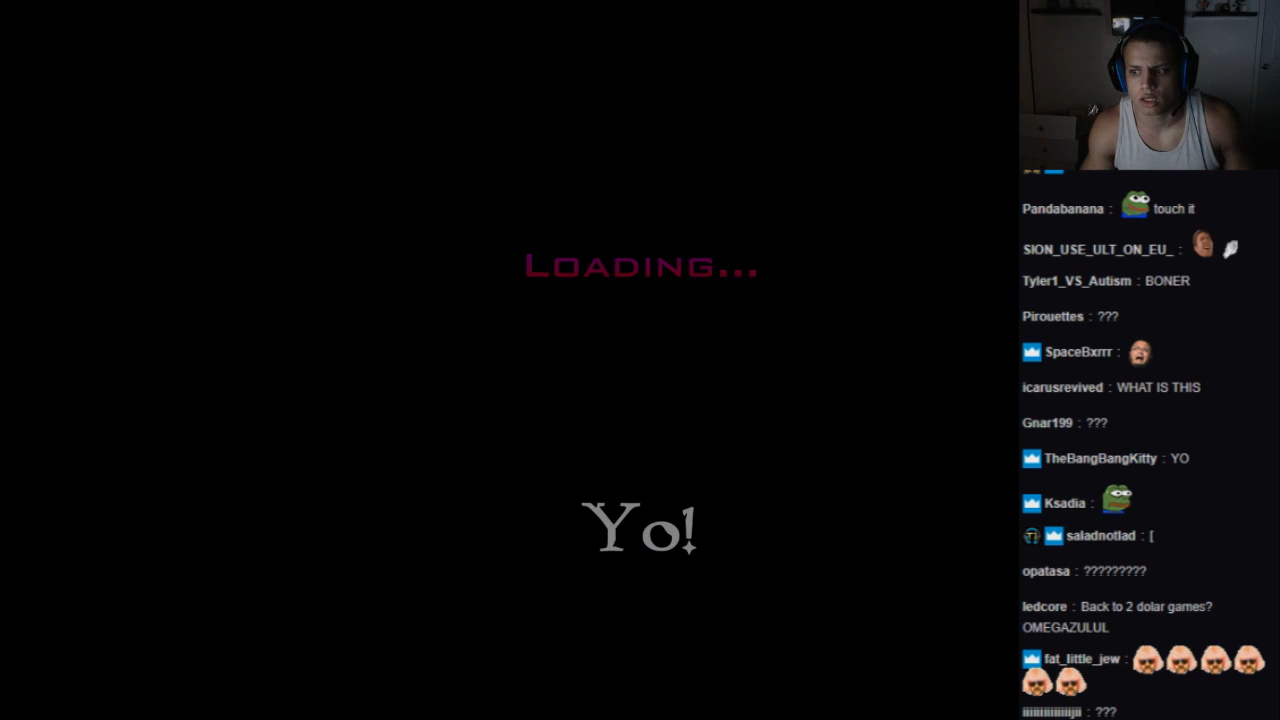 Loading...
Yo!
Pandabanana : touch it
SION_USE_ULT_ON_EU_ :
Tyler1_VS_Autism : BONER
Pirouettes : ???
SpaceBxrrr :
icarusrevived : WHAT IS THIS
Gnar199 : ???
TheBangBangKitty : YO
Ksadia :
saladnotlad : [
opatasa : ?????????
ledcore : Back to 2 dolar games?
OMEGAZULUL
fat_little_jew :
: ???